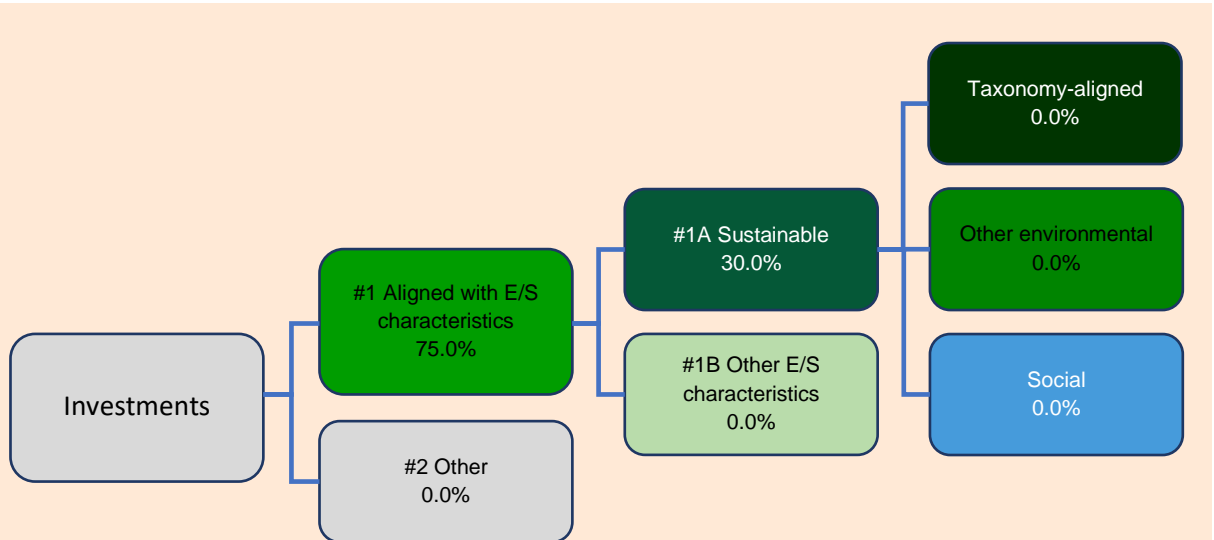 Investments
#1 Aligned with E/S
characteristics
75.0%
#2 Other
0.0%
#1A Sustainable
30.0%
#1B Other E/S
characteristics
0.0%
Taxonomy-aligned
0.0%
Other environmental
0.0%
Social
0.0%